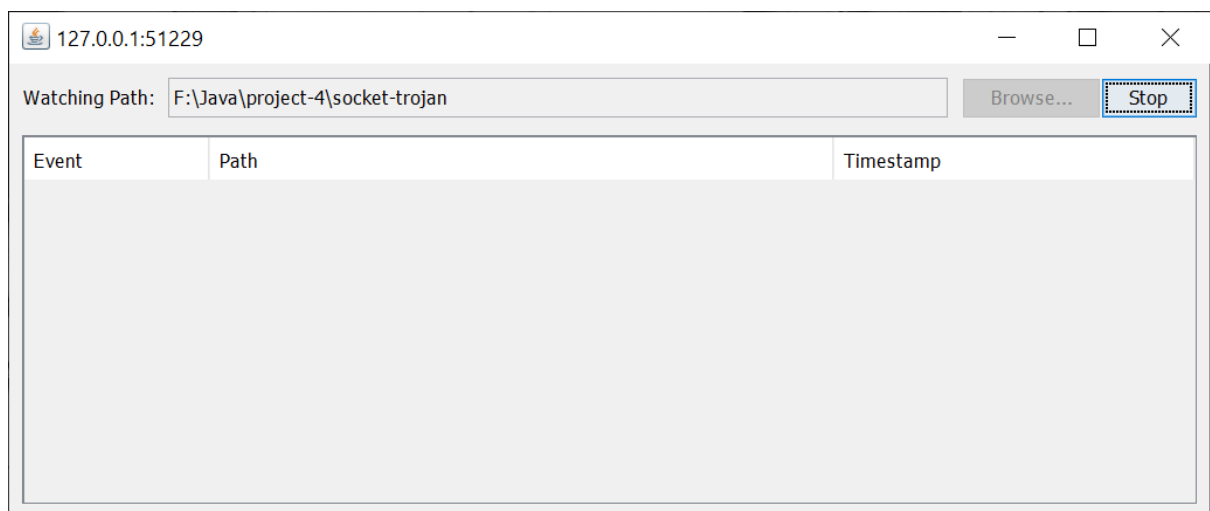 127.0.0.1:51229
Watching Path: F:\Java\project-4\socket-trojan Browse... Stop
Event Path Timestamp